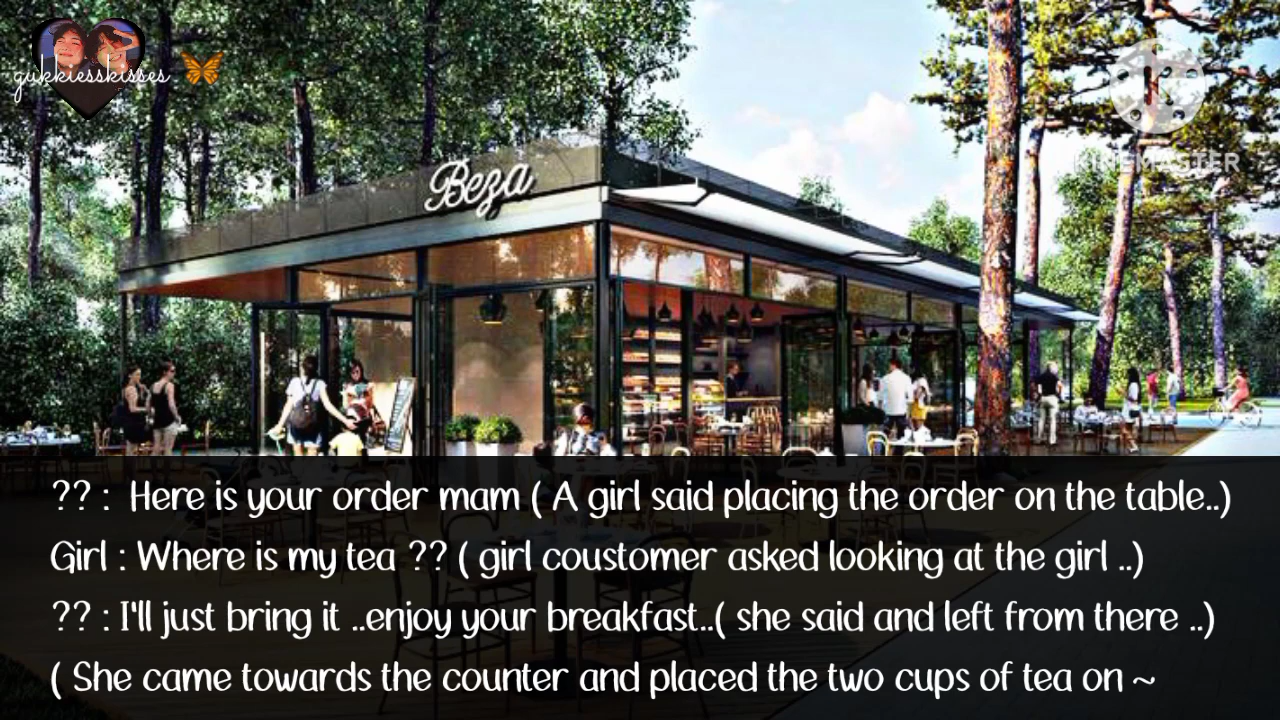 gukkiesskisses
KINEMASTER
Beza
?? : Here is your order mam ( A girl said placing the order on the table..)
Girl : Where is my tea ?? ( girl coustomer asked looking at the girl ..)
?? : I'll just bring it ..enjoy your breakfast..( she said and left from there ..)
( She came towards the counter and placed the two cups of tea on ~